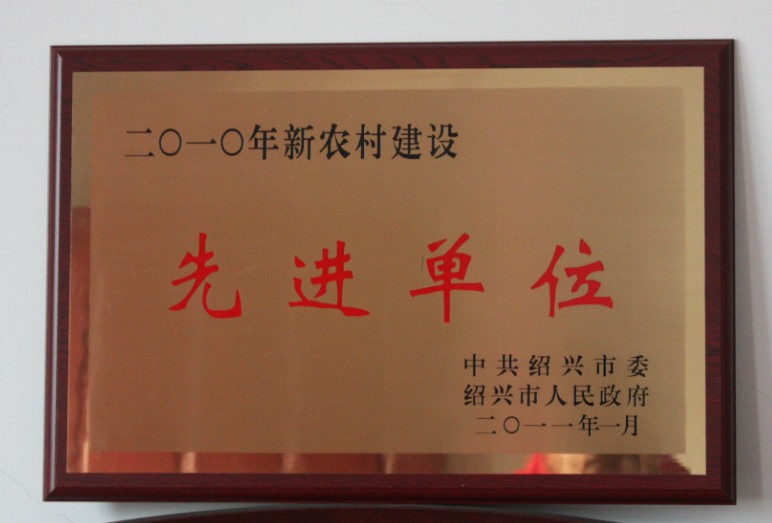 二〇一〇年新农村建设
先进单位
中共绍兴市委
绍兴市人民政府
二〇一一年一月